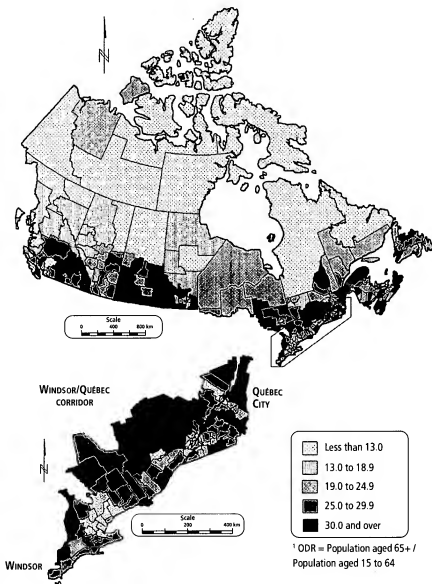 N
Scale
0 400 800 km
WINDSOR/QUÉBEC
CORRIDOR
QUÉBEC
CITY
N
Scale
0 200 400 km
WINDSOR
Less than 13.0
13.0 to 18.9
19.0 to 24.9
25.0 to 29.9
30.0 and over
¹ ODR = Population aged 65+ /
Population aged 15 to 64